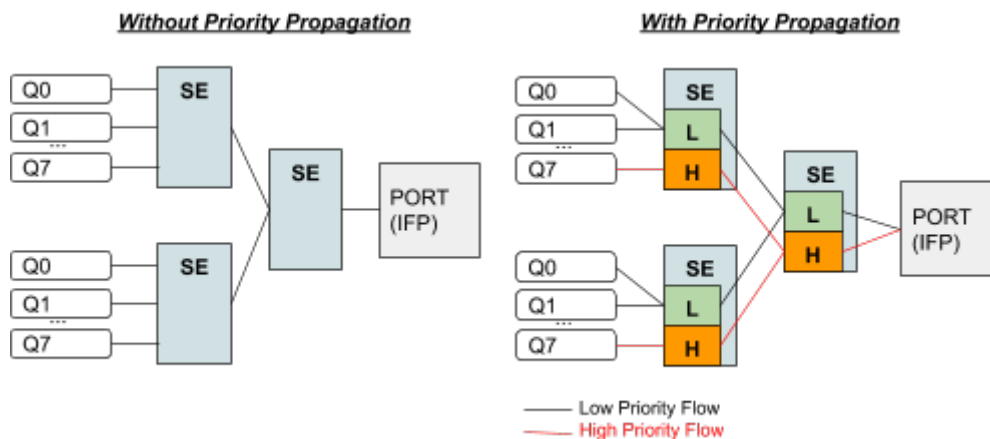 Without Priority Propagation
Q0
Q1
...
Q7
SE
Q0
Q1
...
Q7
SE
SE
PORT
(IFP)
With Priority Propagation
Q0
Q1
...
Q7
SE
L
H
Q0
Q1
...
Q7
SE
L
H
SE
L
H
PORT
(IFP)
Low Priority Flow
High Priority Flow